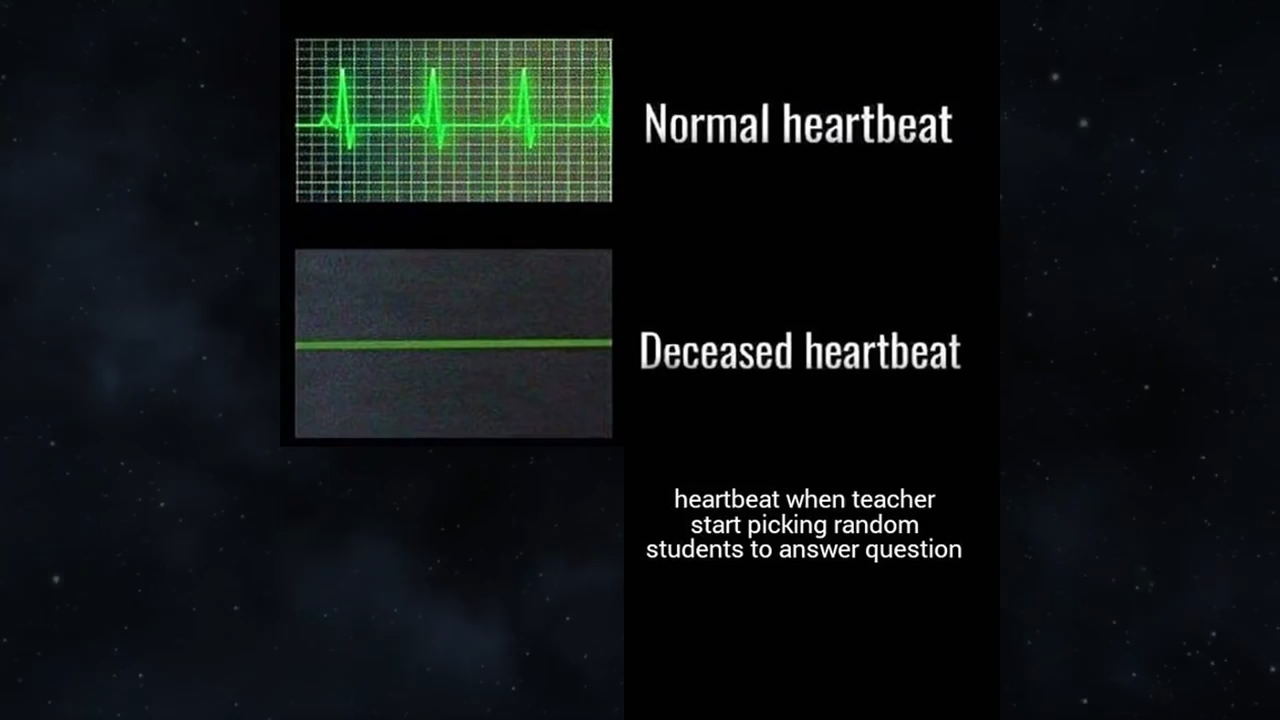 Normal heartbeat
Deceased heartbeat
heartbeat when teacher
start picking random
students to answer question